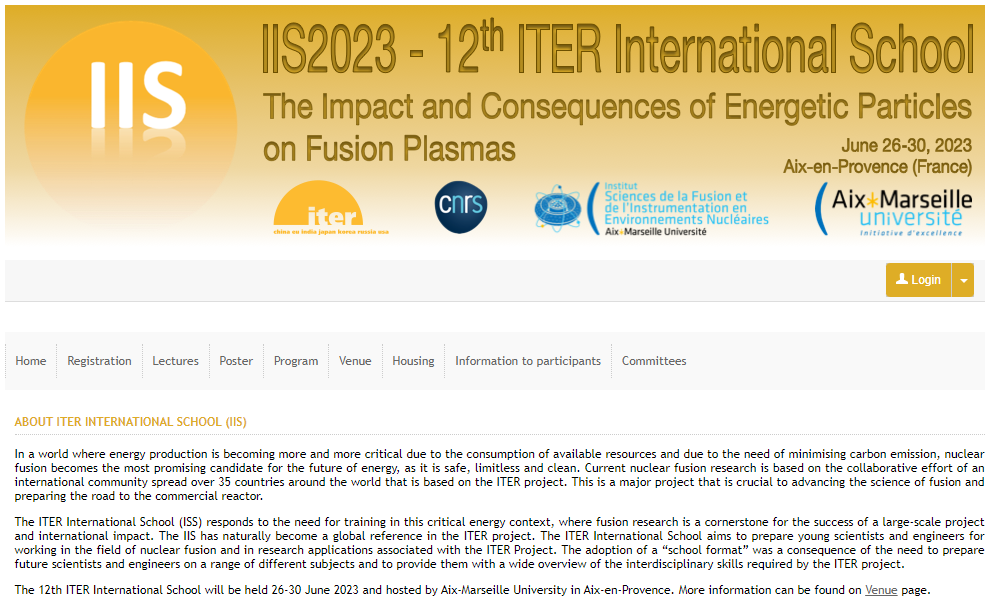 IIS
IIS2023 - 12th ITER International School
The Impact and Consequences of Energetic Particles
on Fusion Plasmas
June 26-30, 2023
Aix-en-Provence (France)
iter
china eu india japan korea russia usa
cnrs
Institut
Sciences de la Fusion et
de l'Instrumentation en
Environnements Nucléaires
Aix*Marseille Université
Aix*Marseille
université
Initiative d'excellence
Login
Home Registration Lectures Poster Program Venue Housing Information to participants Committees
ABOUT ITER INTERNATIONAL SCHOOL (IIS)
In a world where energy production is becoming more and more critical due to the consumption of available resources and due to the need of minimising carbon emission, nuclear
fusion becomes the most promising candidate for the future of energy, as it is safe, limitless and clean. Current nuclear fusion research is based on the collaborative effort of an
international community spread over 35 countries around the world that is based on the ITER project. This is a major project that is crucial to advancing the science of fusion and
preparing the road to the commercial reactor.
The ITER International School (ISS) responds to the need for training in this critical energy context, where fusion research is a cornerstone for the success of a large-scale project
and international impact. The IIS has naturally become a global reference in the ITER project. The ITER International School aims to prepare young scientists and engineers for
working in the field of nuclear fusion and in research applications associated with the ITER Project. The adoption of a “school format” was a consequence of the need to prepare
future scientists and engineers on a range of different subjects and to provide them with a wide overview of the interdisciplinary skills required by the ITER project.
The 12th ITER International School will be held 26-30 June 2023 and hosted by Aix-Marseille University in Aix-en-Provence. More information can be found on Venue page.